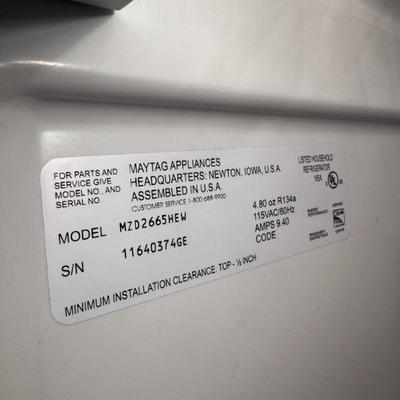 FOR PARTS AND
SERVICE GIVE
MODEL NO., AND
SERIAL NO.
MAYTAG APPLIANCES
HEADQUARTERS: NEWTON, IOWA, U.S.A.
ASSEMBLED IN U.S.A.
CUSTOMER SERVICE 1-800-688-9900
LISTED HOUSEHOLD
REFRIGERATOR
UL
MODEL MZD2665HEW
S/N 11640374GE
4.80 oz R134a
115VAC/60Hz
AMPS 9.40
CODE
MINIMUM INSTALLATION CLEARANCE: TOP - ½ INCH